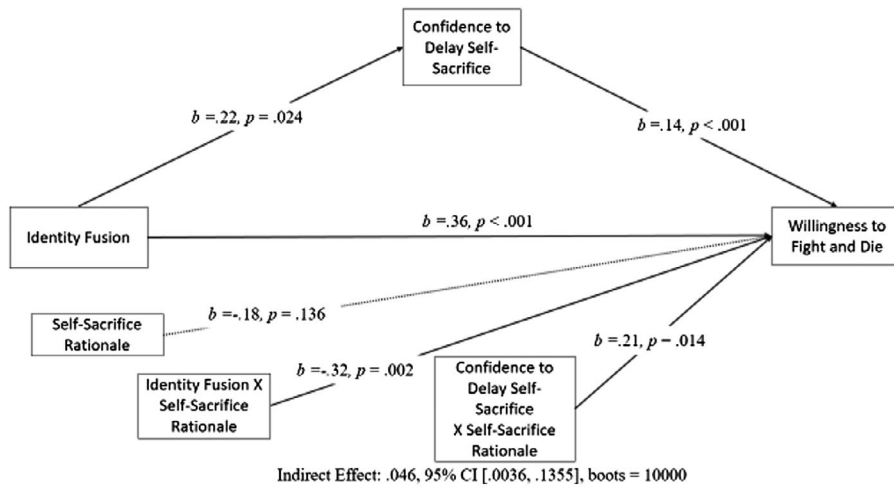 Confidence to
Delay Self-
Sacrifice
b =.22, p = .024
b =.14, p < .001
Identity Fusion
b =.36, p < .001
Willingness to
Fight and Die
Self-Sacrifice
Rationale
b =-.18, p = .136
b =.21, p = .014
Identity Fusion X
Self-Sacrifice
Rationale
b =-.32, p = .002
Confidence to
Delay Self-
Sacrifice
X Self-Sacrifice
Rationale
Indirect Effect: .046, 95% CI [.0036, .1355], boots = 10000